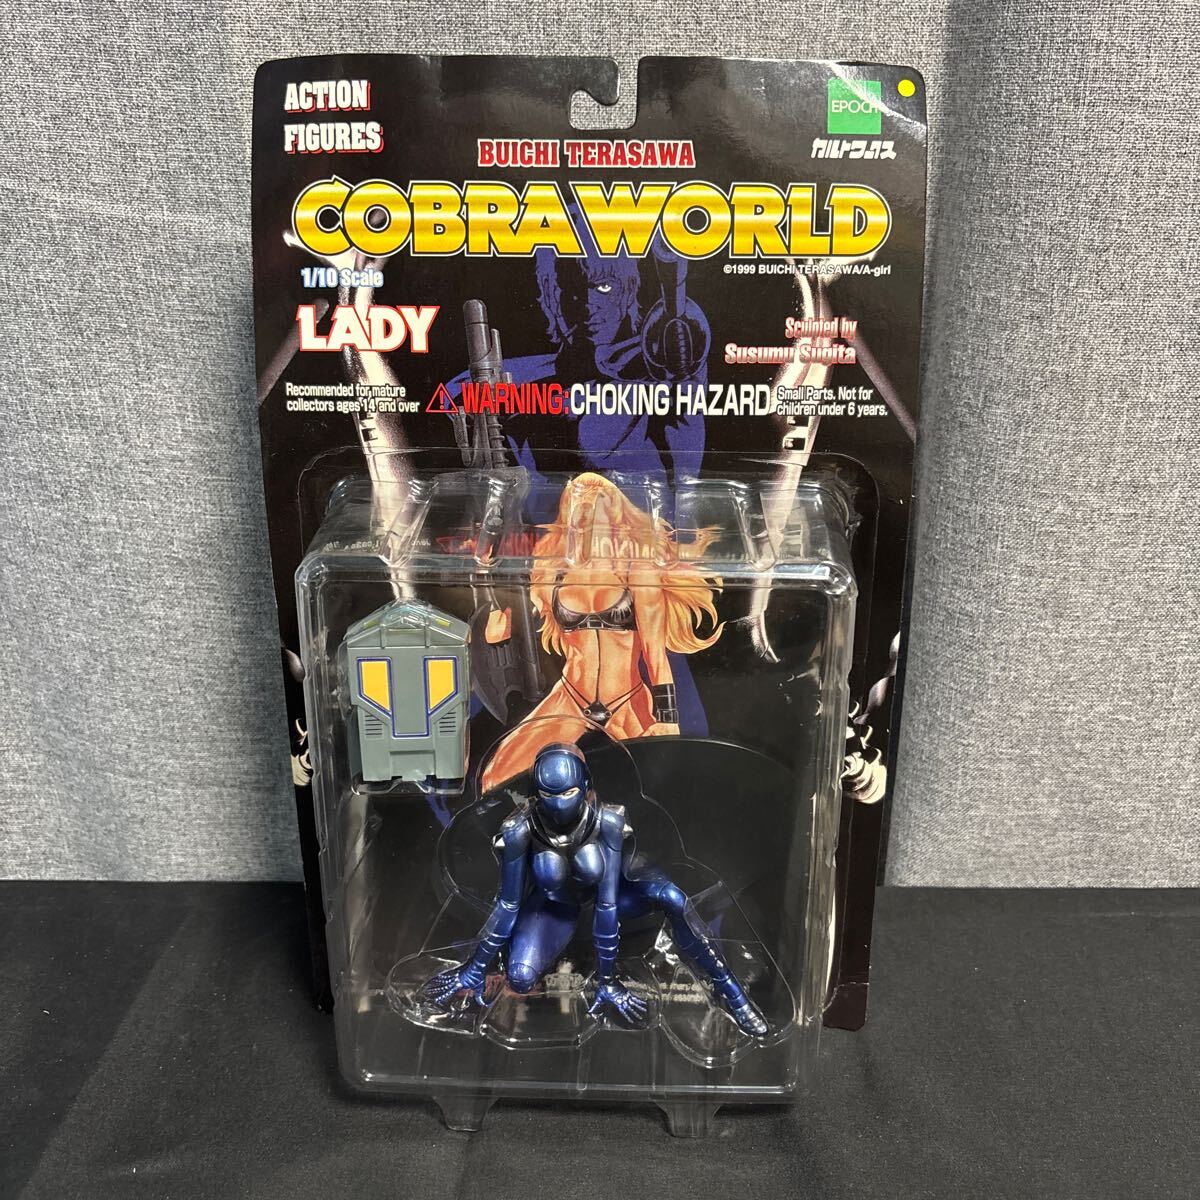 ACTION
FIGURES
EPOCH
カルトワークス
BUICHI TERASAWA
COBRA WORLD
©1999 BUICHI TERASAWA/A-girl
1/10 Scale
LADY
Sculpted by
Susumu Sugita
Recommended for mature
collectors ages 14 and over
WARNING: CHOKING HAZARD
Small Parts. Not for
children under 6 years.